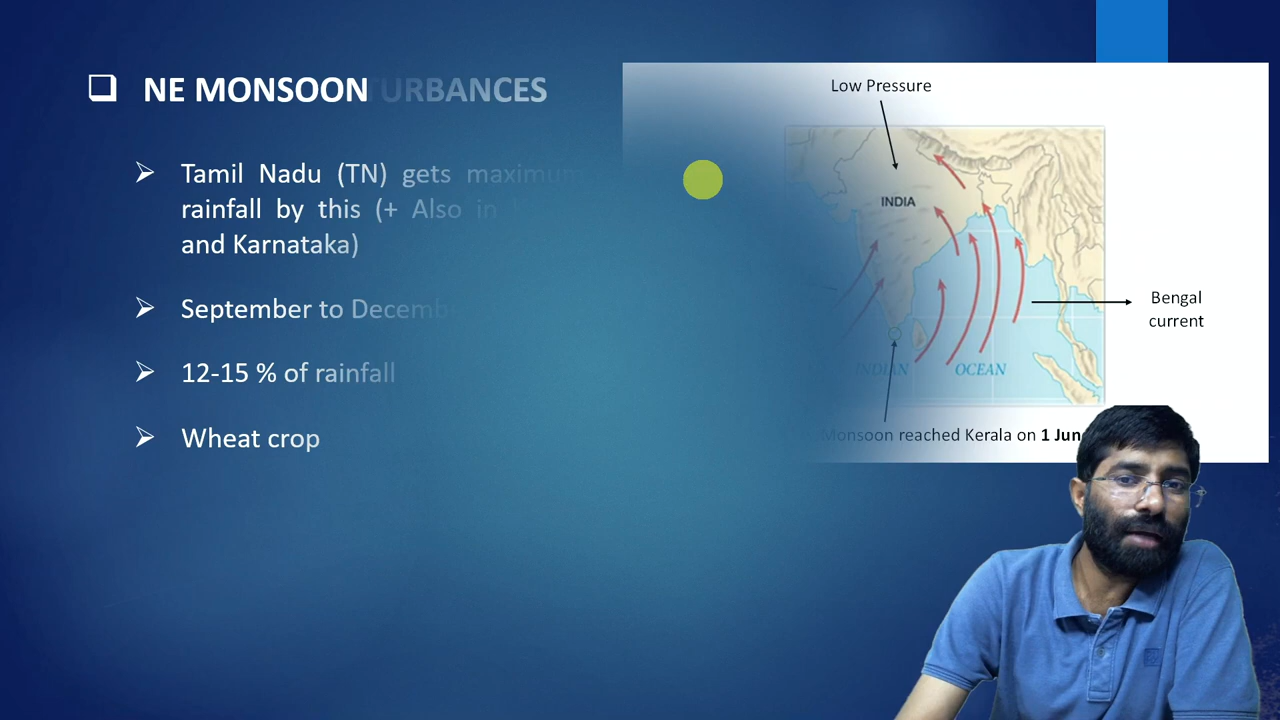 NE MONSOON URBANCES
Tamil Nadu (TN) gets maximum
rainfall by this (+ Also in
and Karnataka)
September to Decemb
12-15 % of rainfall
Wheat crop
Low Pressure
INDIA
Bengal
current
INDIAN OCEAN
Monsoon reached Kerala on 1 Jun